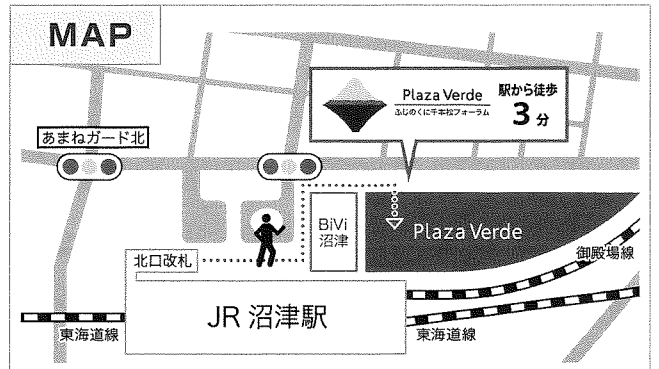 MAP
Plaza Verde
ふじのくに千本松フォーラム
駅から徒歩
3分
あまねガード北
BiVi
沼津
Plaza Verde
北口改札
御殿場線
JR 沼津駅
東海道線
東海道線